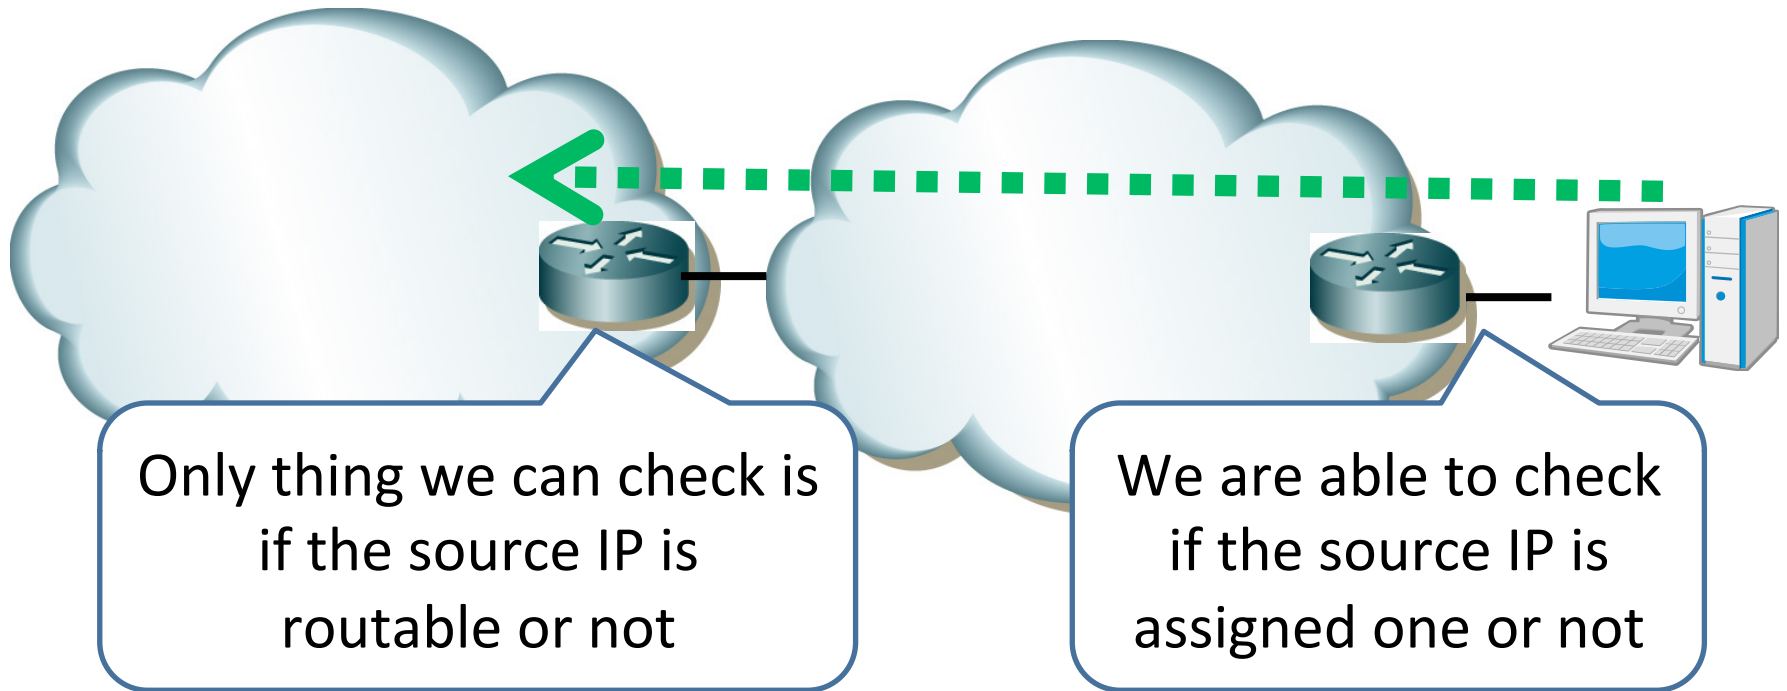 Only thing we can check is
if the source IP is
routable or not
We are able to check
if the source IP is
assigned one or not